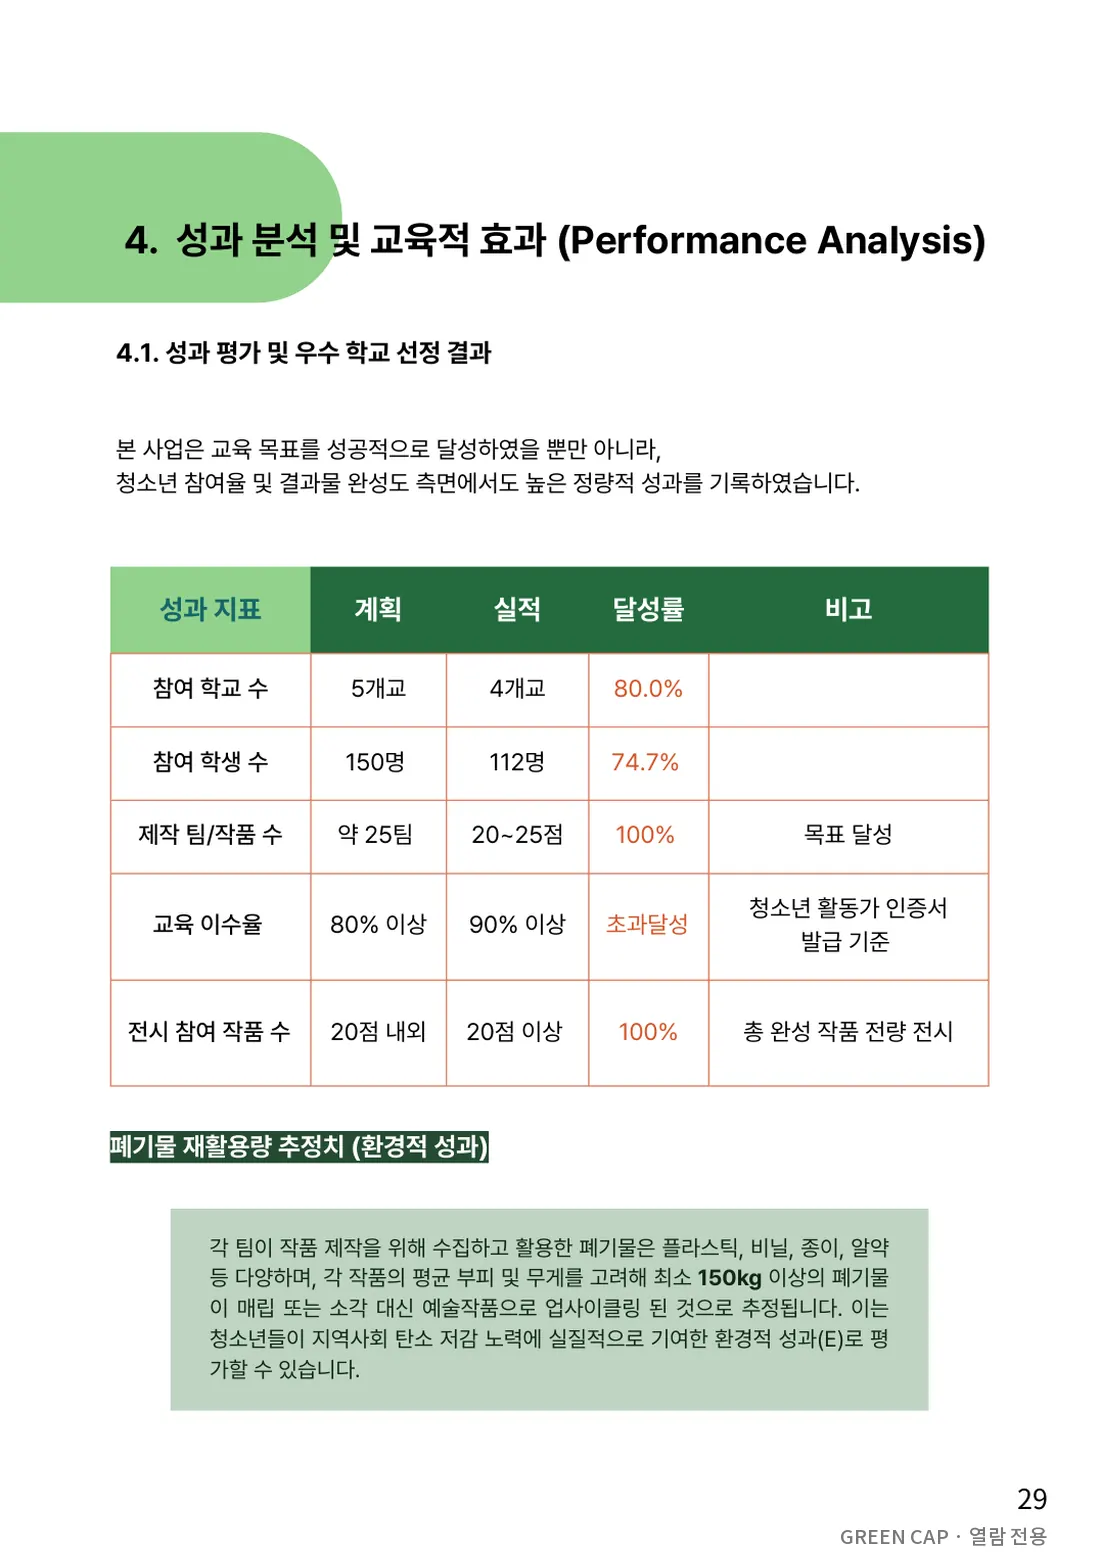 4. 성과 분석 및 교육적 효과 (Performance Analysis)
4.1. 성과 평가 및 우수 학교 선정 결과
본 사업은 교육 목표를 성공적으로 달성하였을 뿐만 아니라,
청소년 참여율 및 결과물 완성도 측면에서도 높은 정량적 성과를 기록하였습니다.
성과 지표 계획 실적 달성률 비고
참여 학교 수 5개교 4개교 80.0%
참여 학생 수 150명 112명 74.7%
제작 팀/작품 수 약 25팀 20~25점 100% 목표 달성
교육 이수율 80% 이상 90% 이상 초과달성 청소년 활동가 인증서
발급 기준
전시 참여 작품 수 20점 내외 20점 이상 100% 총 완성 작품 전량 전시
폐기물 재활용량 추정치 (환경적 성과)
각 팀이 작품 제작을 위해 수집하고 활용한 폐기물은 플라스틱, 비닐, 종이, 알약
등 다양하며, 각 작품의 평균 부피 및 무게를 고려해 최소 150kg 이상의 폐기물
이 매립 또는 소각 대신 예술작품으로 업사이클링 된 것으로 추정됩니다. 이는
청소년들이 지역사회 탄소 저감 노력에 실질적으로 기여한 환경적 성과(E)로 평
가할 수 있습니다.
29
GREEN CAP · 열람 전용